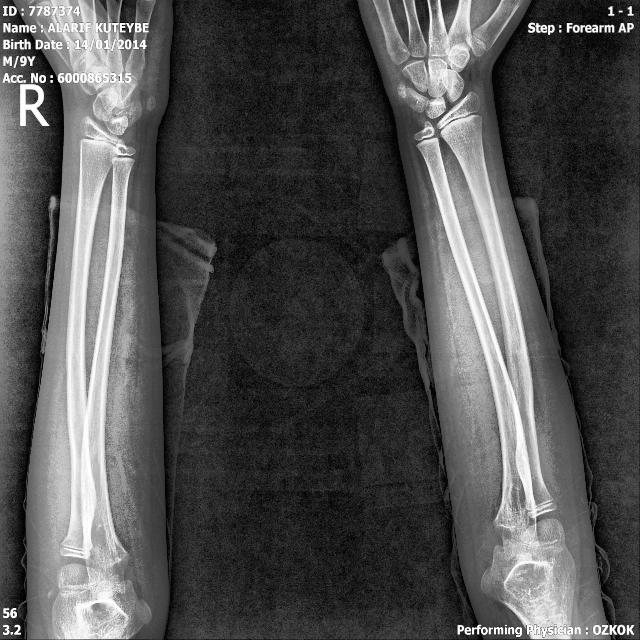 ID : 7787374
Name : ALARIF KUTEYBE
Birth Date : 14/01/2014
M/9Y
Acc. No : 6000865315
R
1 - 1
Step : Forearm AP
56
3.2
Performing Physician : OZKOK